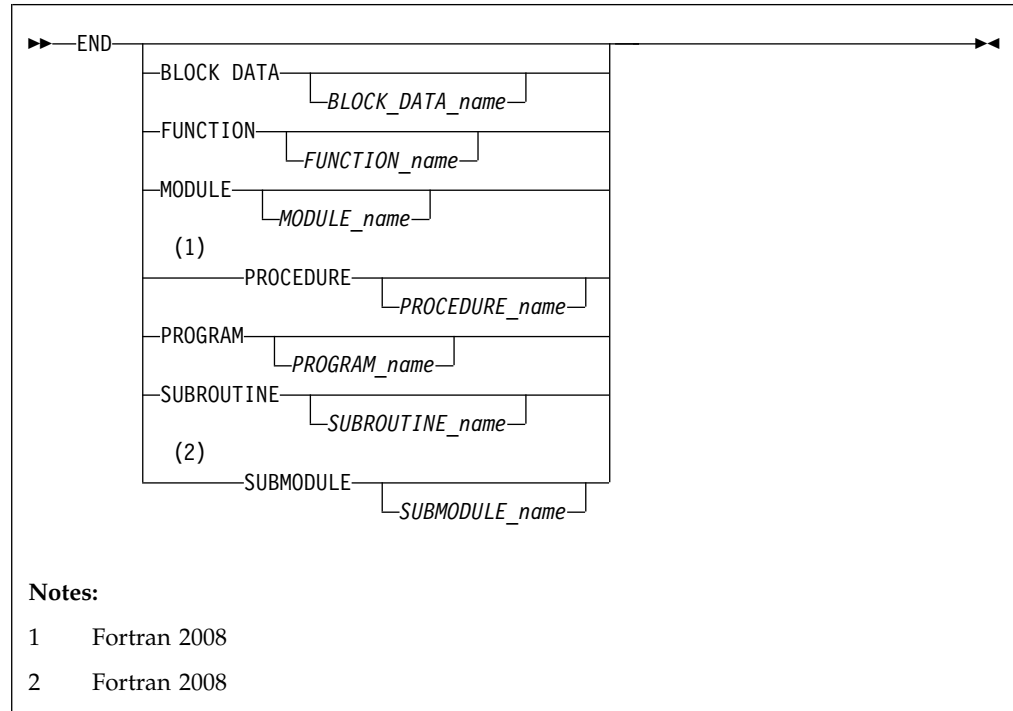 END
BLOCK DATA
BLOCK_DATA_name
FUNCTION
FUNCTION_name
MODULE
MODULE_name
(1)
PROCEDURE
PROCEDURE_name
PROGRAM
PROGRAM_name
SUBROUTINE
SUBROUTINE_name
(2)
SUBMODULE
SUBMODULE_name
Notes:
1 Fortran 2008
2 Fortran 2008